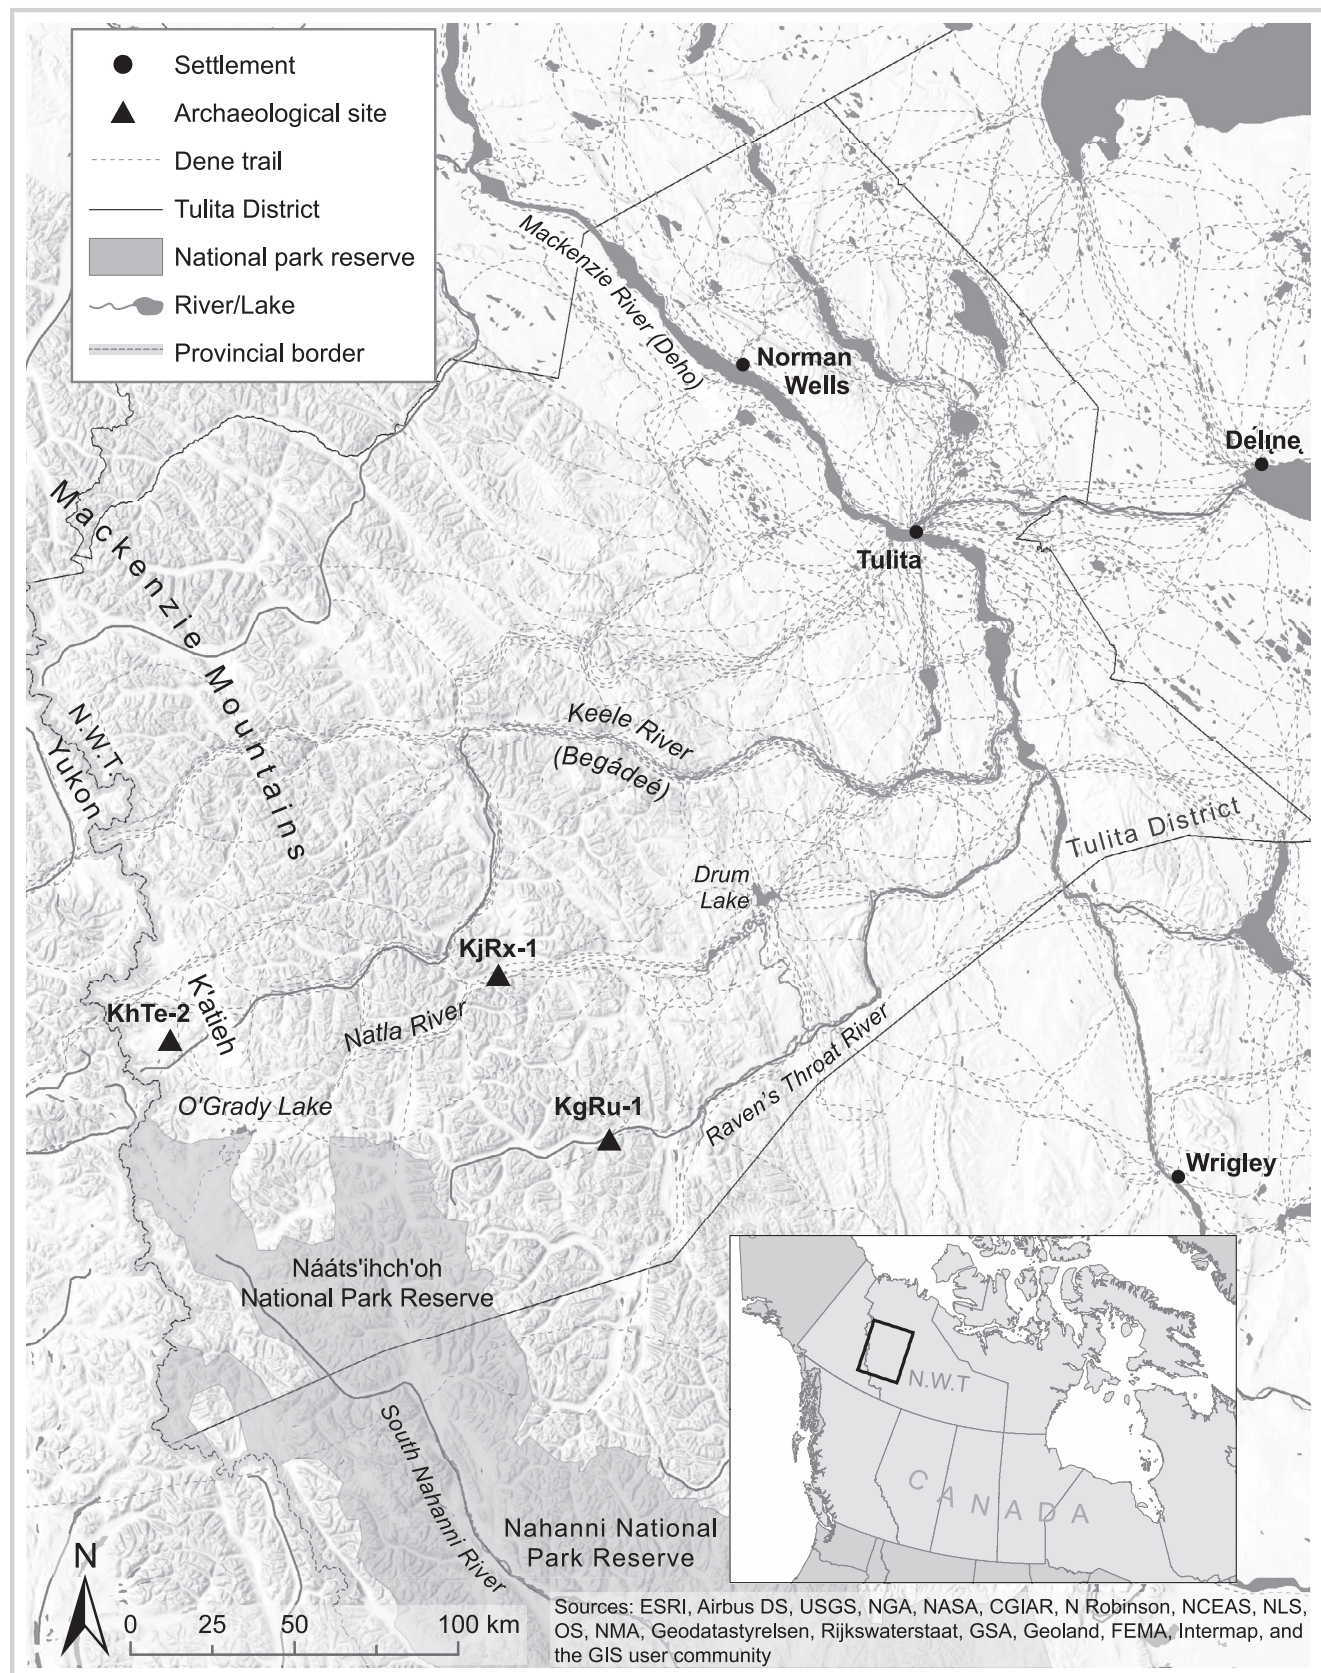 Settlement
Archaeological site
Dene trail
Tulita District
National park reserve
River/Lake
Provincial border
Mackenzie River (Deho)
Norman
Wells
Délı̨nę
Tulita
Mackenzie Mountains
N.W.T.
Yukon
Keele River
(Begádeé)
Tulita District
Drum
Lake
KjRx-1
KhTe-2
K'atieh
Natla River
O'Grady Lake
KgRu-1
Raven's Throat River
Wrigley
Nááts'ihch'oh
National Park Reserve
South Nahanni River
Nahanni National
Park Reserve
N.W.T
CANADA
N
0 25 50 100 km
Sources: ESRI, Airbus DS, USGS, NGA, NASA, CGIAR, N Robinson, NCEAS, NLS,
OS, NMA, Geodatastyrelsen, Rijkswaterstaat, GSA, Geoland, FEMA, Intermap, and
the GIS user community